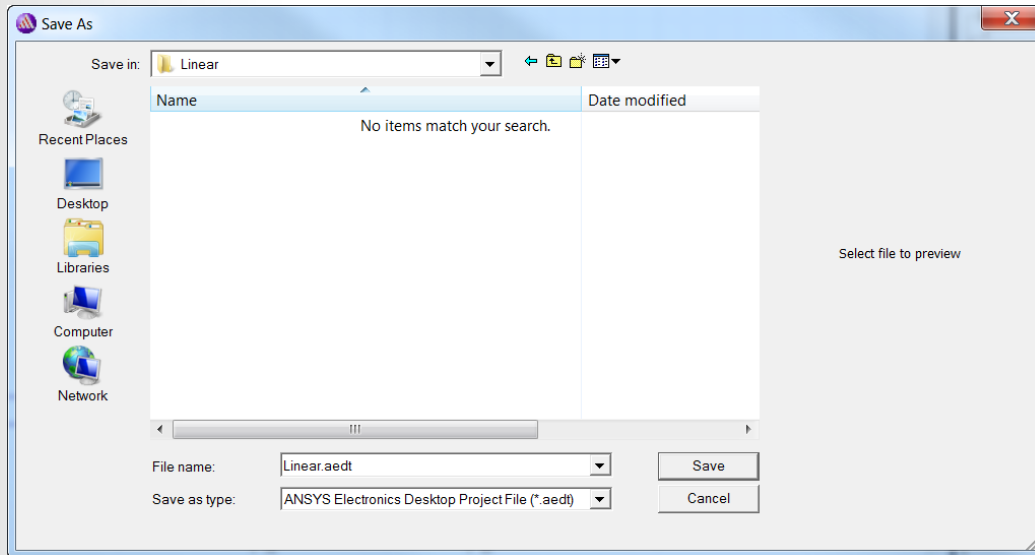 Save As
Save in: Linear
Name Date modified
No items match your search.
Recent Places
Desktop
Libraries
Computer
Network
Select file to preview
File name: Linear.aedt Save
Save as type: ANSYS Electronics Desktop Project File (*.aedt) Cancel